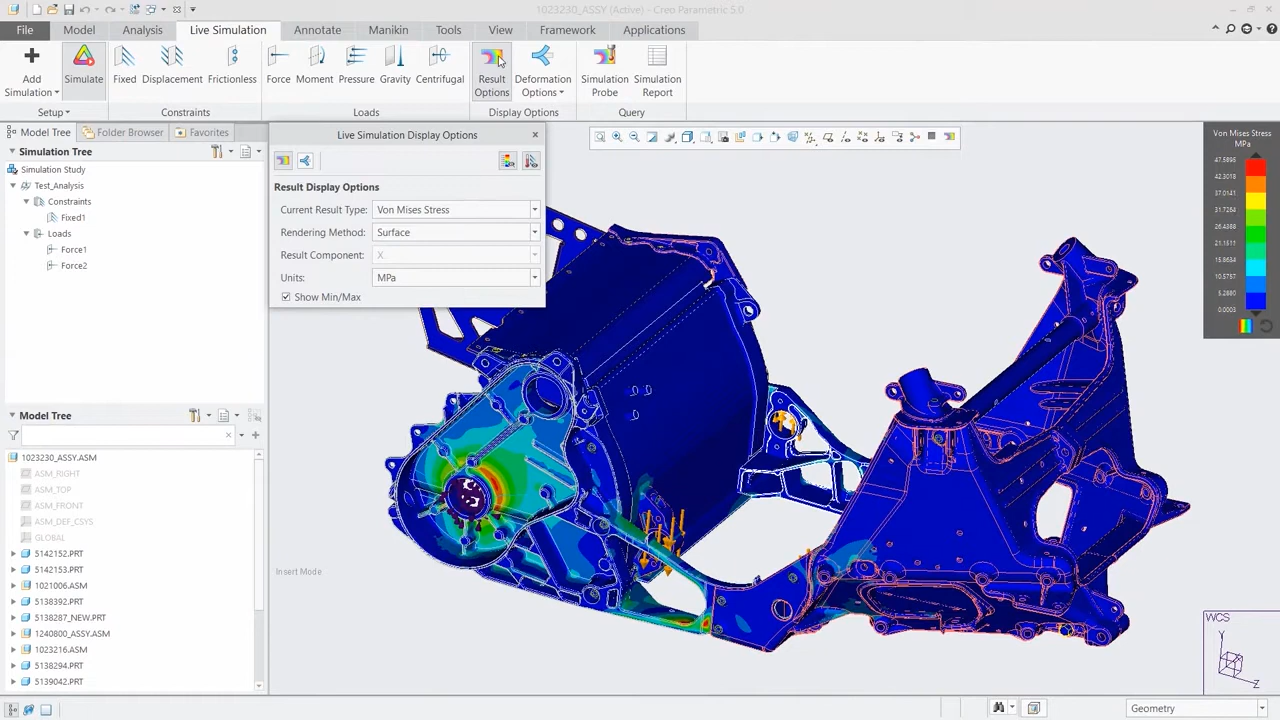 1023230_ASSY (Active) - Creo Parametric 5.0
File
Model
Analysis
Live Simulation
Annotate
Manikin
Tools
View
Framework
Applications
Add
Simulation
Simulate
Fixed
Displacement
Frictionless
Force
Moment
Pressure
Gravity
Centrifugal
Result
Options
Deformation
Options
Simulation
Probe
Simulation
Report
Setup
Constraints
Loads
Display Options
Query
Model Tree
Folder Browser
Favorites
Simulation Tree
Simulation Study
Test_Analysis
Constraints
Fixed1
Loads
Force1
Force2
Live Simulation Display Options
Result Display Options
Current Result Type: Von Mises Stress
Rendering Method: Surface
Result Component: X
Units: MPa
Show Min/Max
Von Mises Stress
MPa
47.5895
42.3018
37.0141
31.7264
26.4388
21.1511
15.8634
10.5757
5.2880
0.0003
Model Tree
1023230_ASSY.ASM
ASM_RIGHT
ASM_TOP
ASM_FRONT
ASM_DEF_CSYS
GLOBAL
5142152.PRT
5142153.PRT
1021006.ASM
5138392.PRT
5138287_NEW.PRT
1240800_ASSY.ASM
1023216.ASM
5138294.PRT
5139042.PRT
Insert Mode
WCS
Y
Z
Geometry